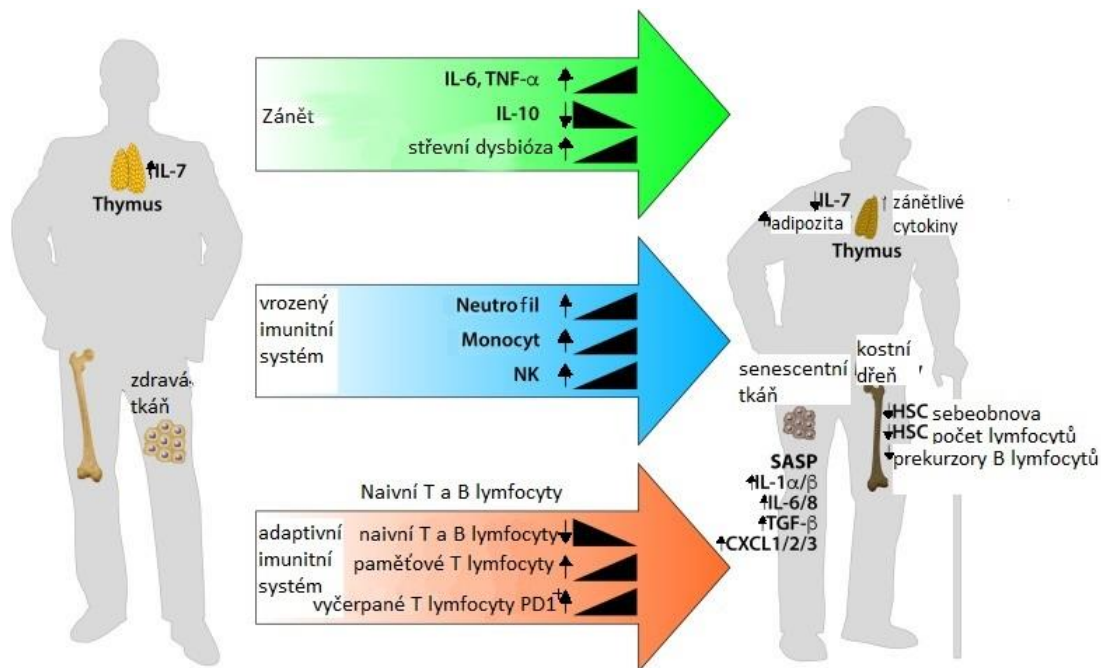 ↑IL-7
Thymus
zdravá
tkáň
Zánět
IL-6, TNF-α ↑
IL-10 ↓
střevní dysbióza ↑
vrozený
imunitní
systém
Neutrofil ↑
Monocyt ↑
NK ↑
Naivní T a B lymfocyty
adaptivní
imunitní
systém
naivní T a B lymfocyty ↓
paměťové T lymfocyty ↑
vyčerpané T lymfocyty PD1⁺ ↑
↓IL-7
↑adipozita
↑ zánětlivé
cytokiny
Thymus
senescentní
tkáň
kostní
dřeň
↓HSC sebeobnova
↓HSC počet lymfocytů
↓prekurzory B lymfocytů
SASP
↑IL-1α/β
↑IL-6/8
↑TGF-β
↑CXCL1/2/3